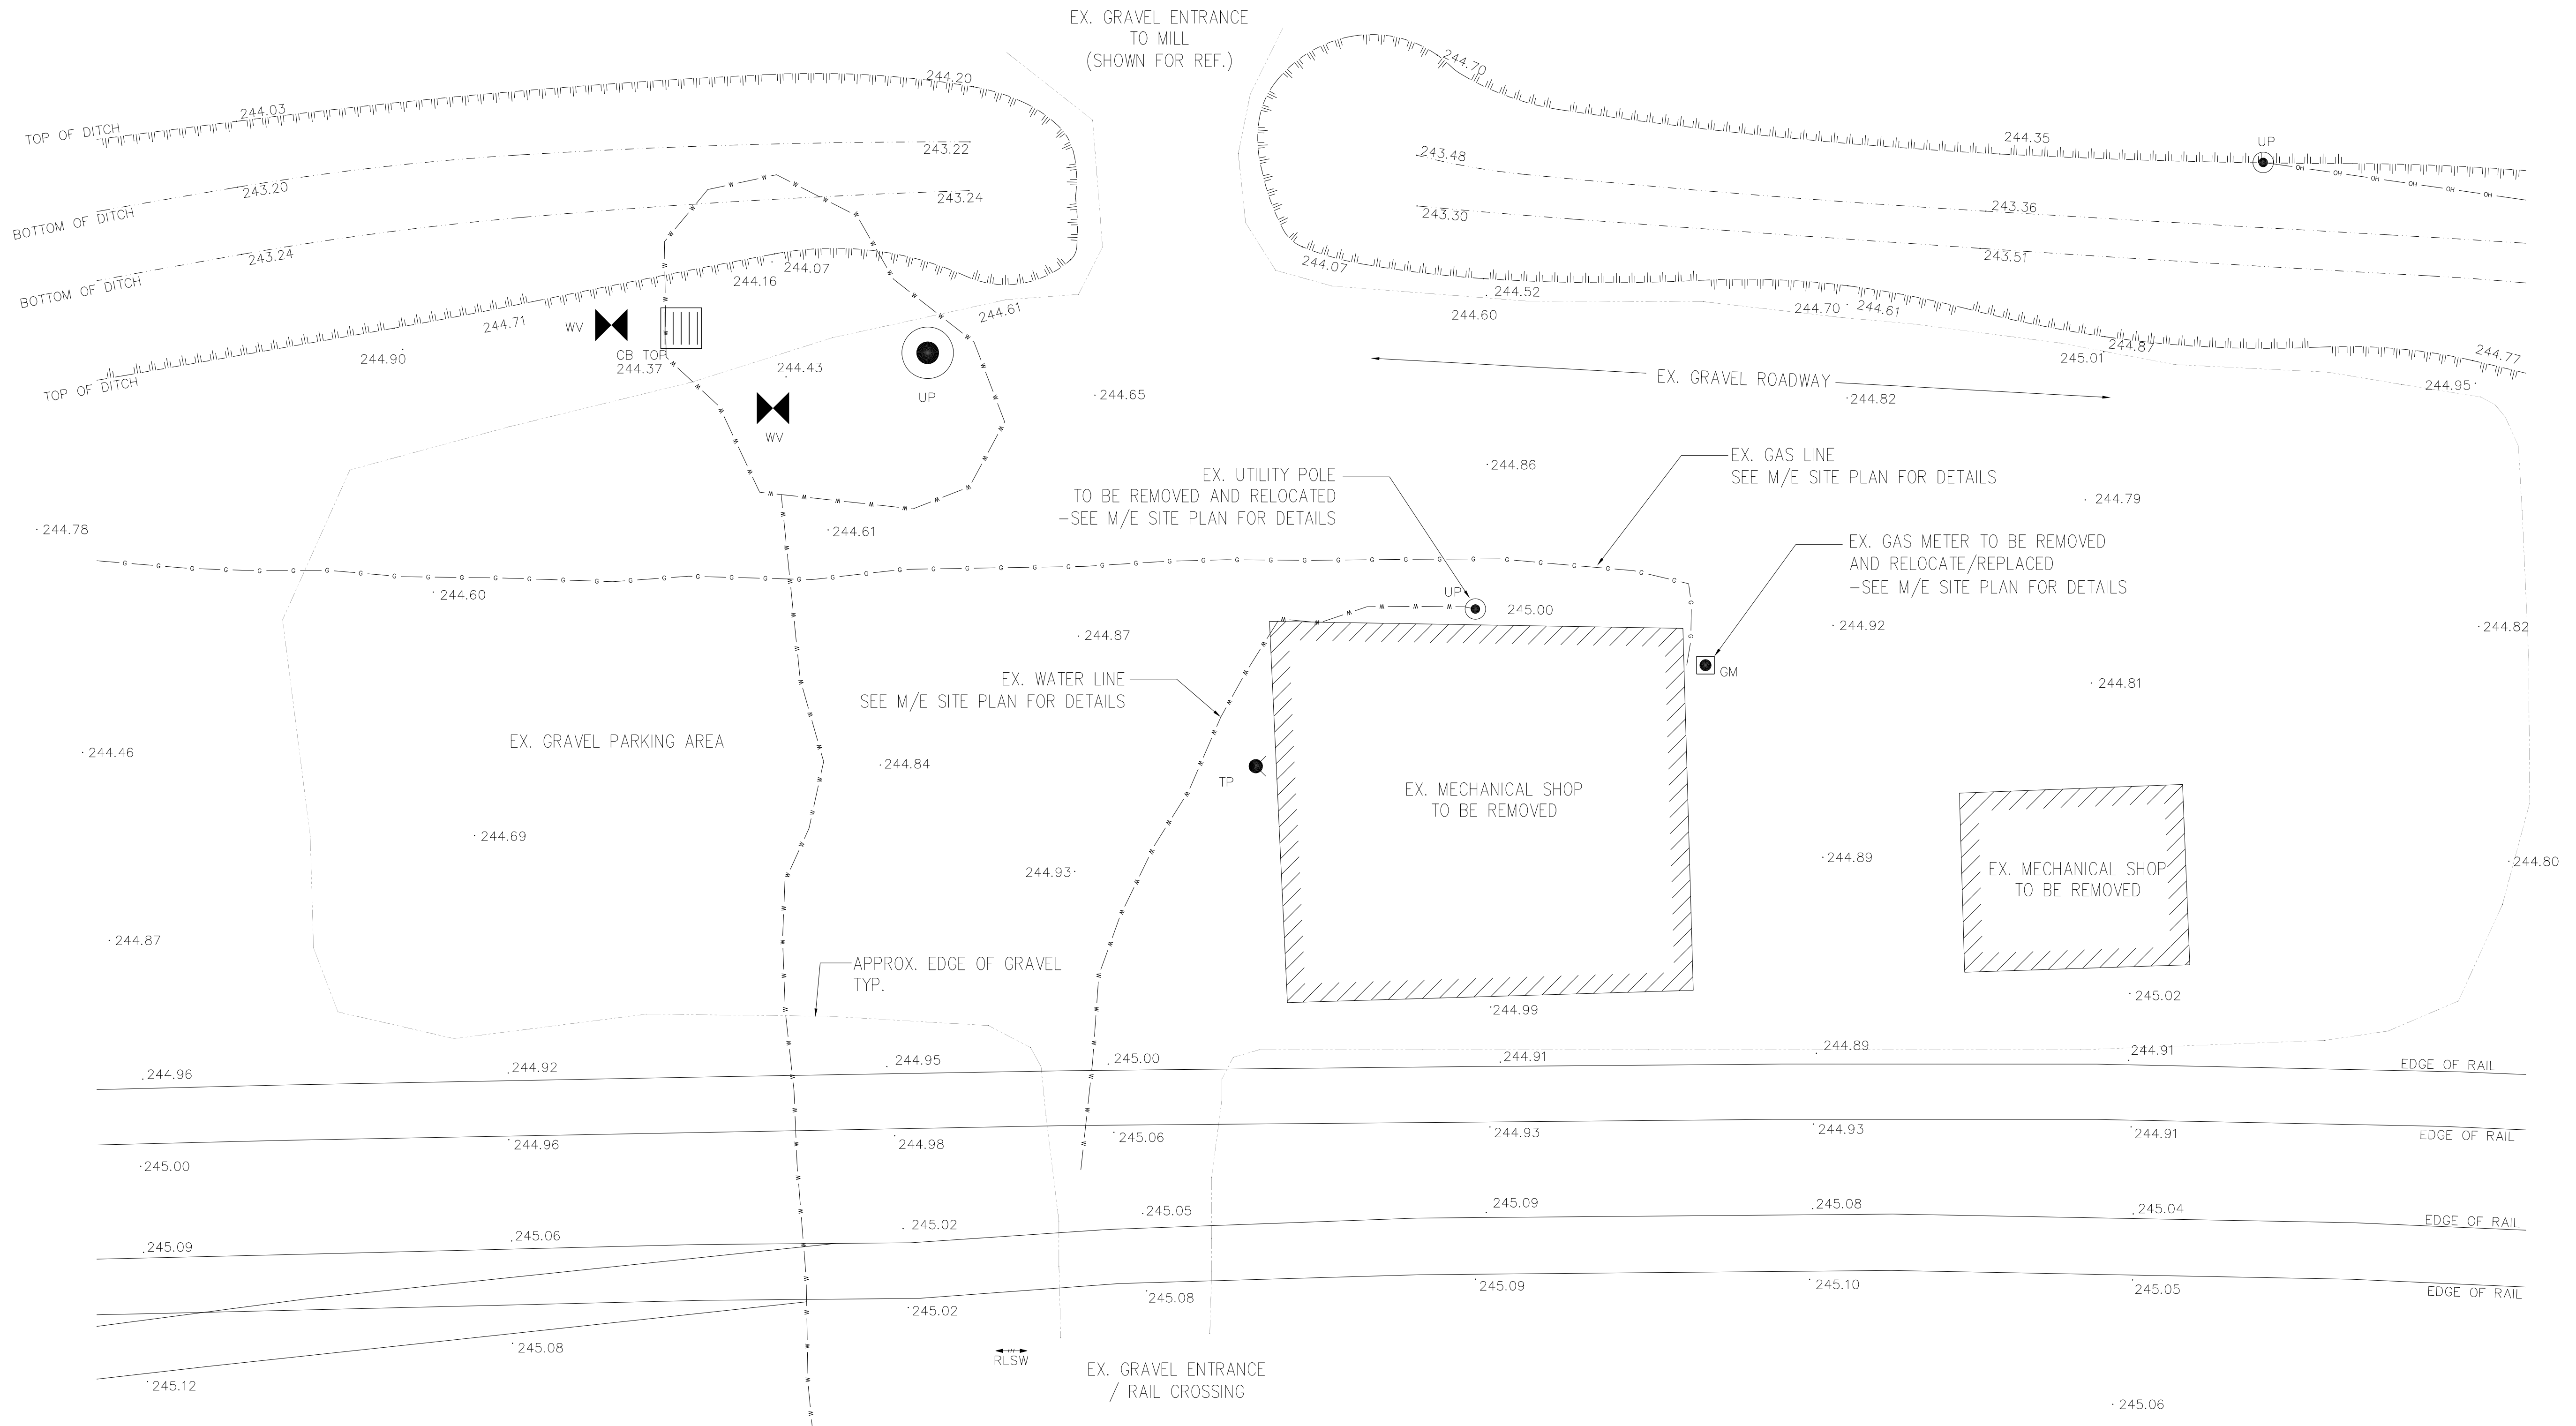 EX. GRAVEL ENTRANCE
TO MILL
(SHOWN FOR REF.)
244.70
244.20
244.03
TOP OF DITCH
244.35
UP
243.22
243.48
OH OH OH OH OH OH
243.20
243.24
243.36
243.30
BOTTOM OF DITCH
243.24
243.51
244.07
244.07
244.16
BOTTOM OF DITCH
244.52
244.61
244.70
244.61
244.60
244.71
WV
CB TOP
244.37
244.90
244.87
245.01
244.77
244.43
EX. GRAVEL ROADWAY
244.95
TOP OF DITCH
UP
244.65
244.82
WV
EX. GAS LINE
SEE M/E SITE PLAN FOR DETAILS
244.86
EX. UTILITY POLE
TO BE REMOVED AND RELOCATED
-SEE M/E SITE PLAN FOR DETAILS
244.79
244.78
244.61
EX. GAS METER TO BE REMOVED
AND RELOCATE/REPLACED
-SEE M/E SITE PLAN FOR DETAILS
244.60
UP
245.00
244.87
244.92
244.82
EX. WATER LINE
SEE M/E SITE PLAN FOR DETAILS
GM
244.81
EX. GRAVEL PARKING AREA
244.46
244.84
TP
EX. MECHANICAL SHOP
TO BE REMOVED
244.69
244.93
244.89
EX. MECHANICAL SHOP
TO BE REMOVED
244.80
244.87
APPROX. EDGE OF GRAVEL
TYP.
244.99
245.02
244.96
244.92
244.95
245.00
244.91
244.89
244.91
EDGE OF RAIL
245.00
244.96
244.98
245.06
244.93
244.93
244.91
EDGE OF RAIL
245.09
245.06
245.02
245.05
245.09
245.08
245.04
EDGE OF RAIL
245.02
245.08
245.09
245.10
245.05
EDGE OF RAIL
245.08
245.12
RLSW
EX. GRAVEL ENTRANCE
/ RAIL CROSSING
245.06